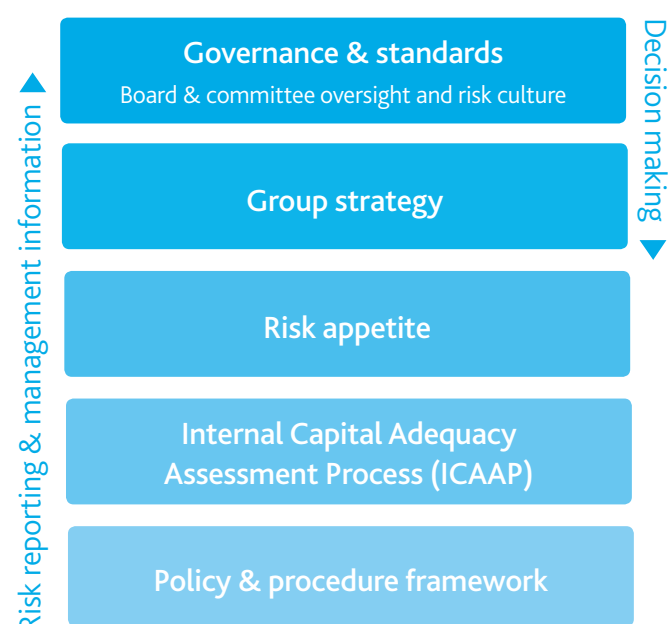 Governance & standards
Board & committee oversight and risk culture
Group strategy
Risk appetite
Internal Capital Adequacy
Assessment Process (ICAAP)
Policy & procedure framework
Risk reporting & management information
Decision making